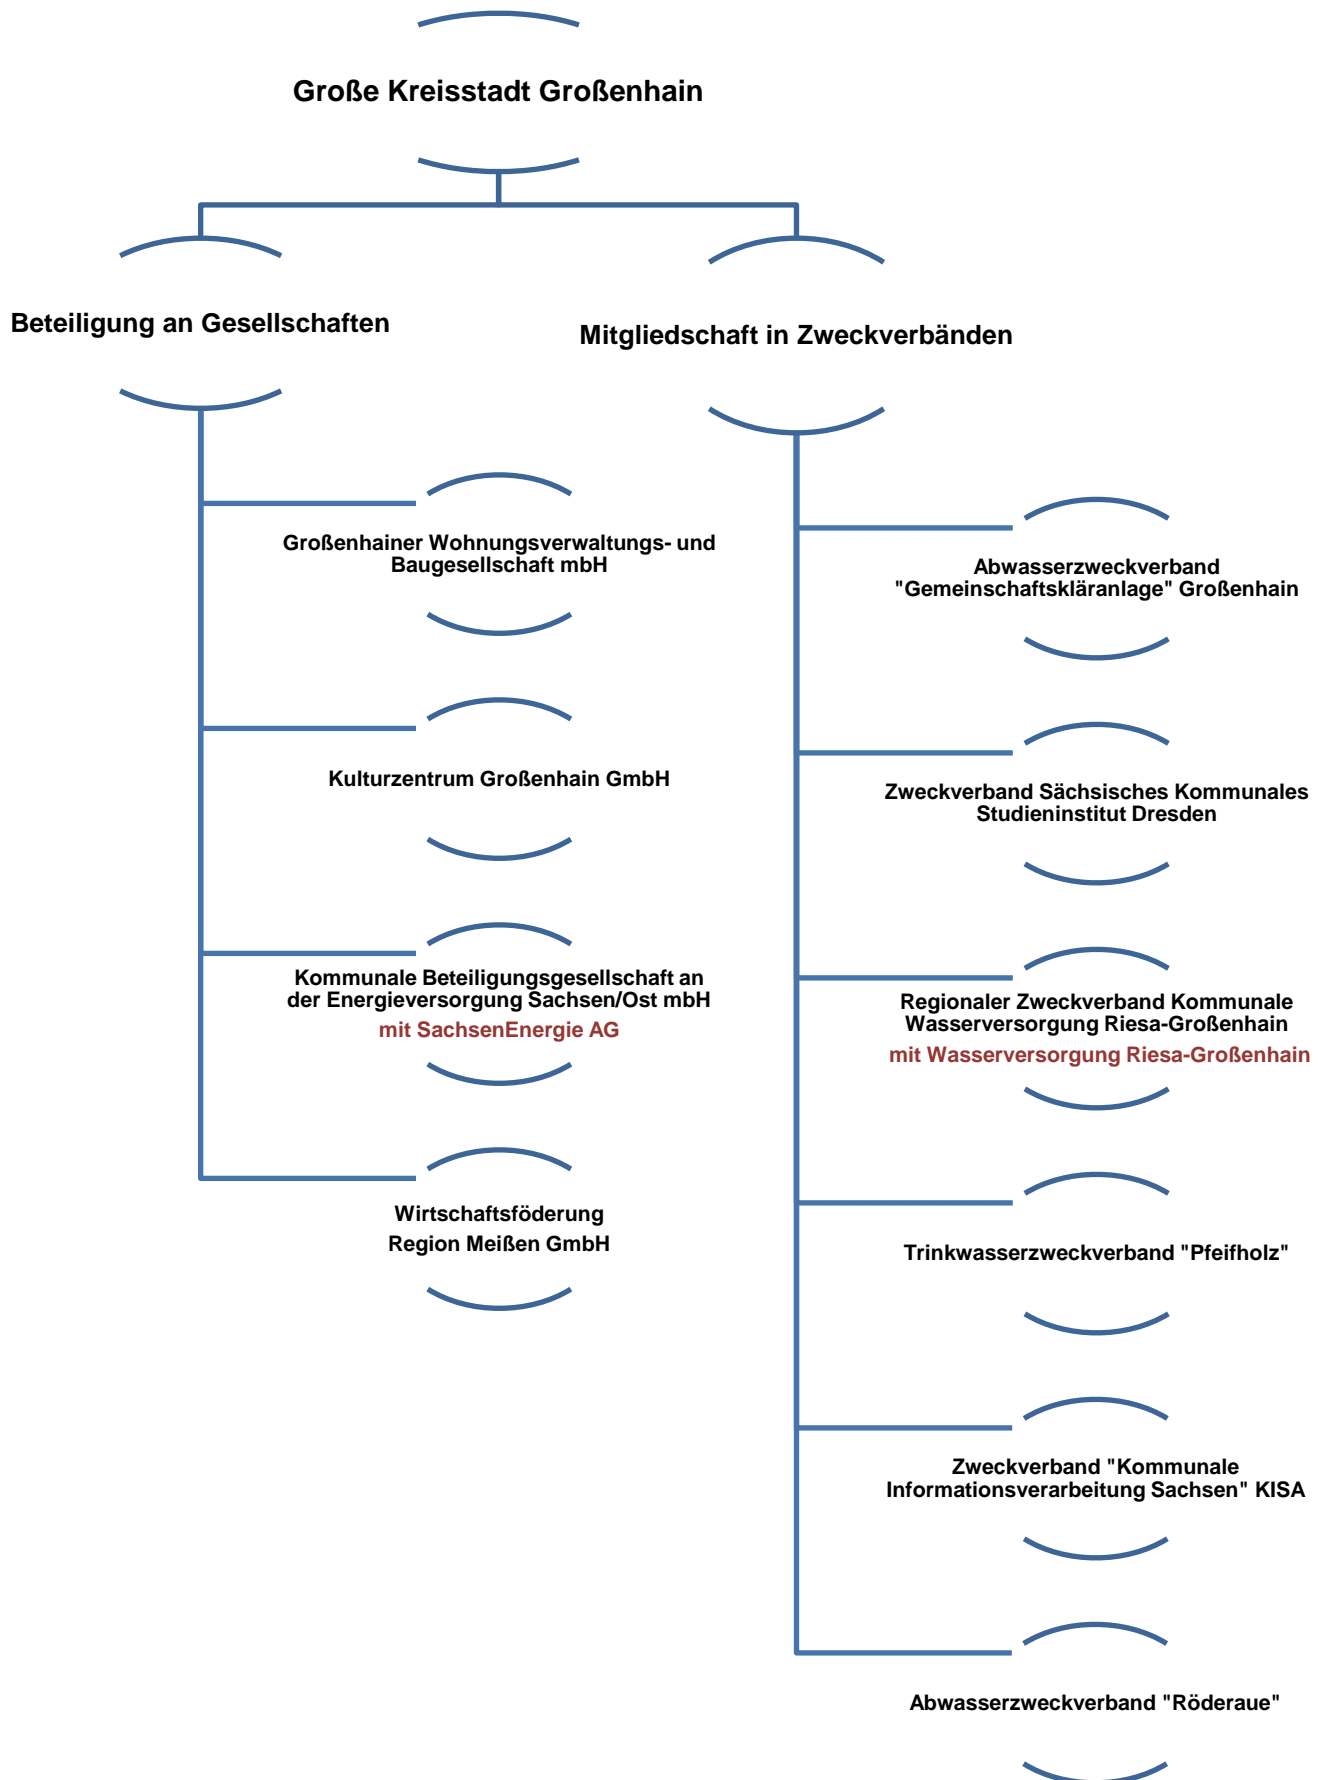 Große Kreisstadt Großenhain
Beteiligung an Gesellschaften
Großenhainer Wohnungsverwaltungs- und
Baugesellschaft mbH
Kulturzentrum Großenhain GmbH
Kommunale Beteiligungsgesellschaft an
der Energieversorgung Sachsen/Ost mbH
mit SachsenEnergie AG
Wirtschaftsföderung
Region Meißen GmbH
Mitgliedschaft in Zweckverbänden
Abwasserzweckverband
"Gemeinschaftskläranlage" Großenhain
Zweckverband Sächsisches Kommunales
Studieninstitut Dresden
Regionaler Zweckverband Kommunale
Wasserversorgung Riesa-Großenhain
mit Wasserversorgung Riesa-Großenhain
Trinkwasserzweckverband "Pfeifholz"
Zweckverband "Kommunale
Informationsverarbeitung Sachsen" KISA
Abwasserzweckverband "Röderaue"